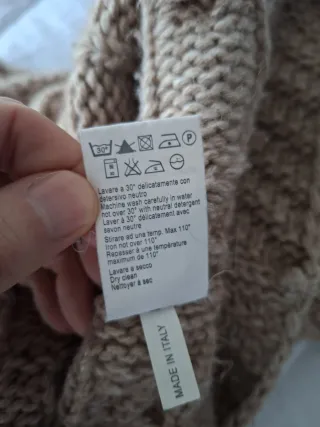 30°
P
Lavare a 30° delicatamente con
detersivo neutro
Machine wash carefully in water
not over 30° with neutral detergent
Laver à 30° délicatement avec
savon neutre
Stirare ad una temp. Max 110°
Iron not over 110°
Repasser à une température
maximum de 110°
Lavare a secco
Dry clean
Nettoyer à sec
MADE IN ITALY